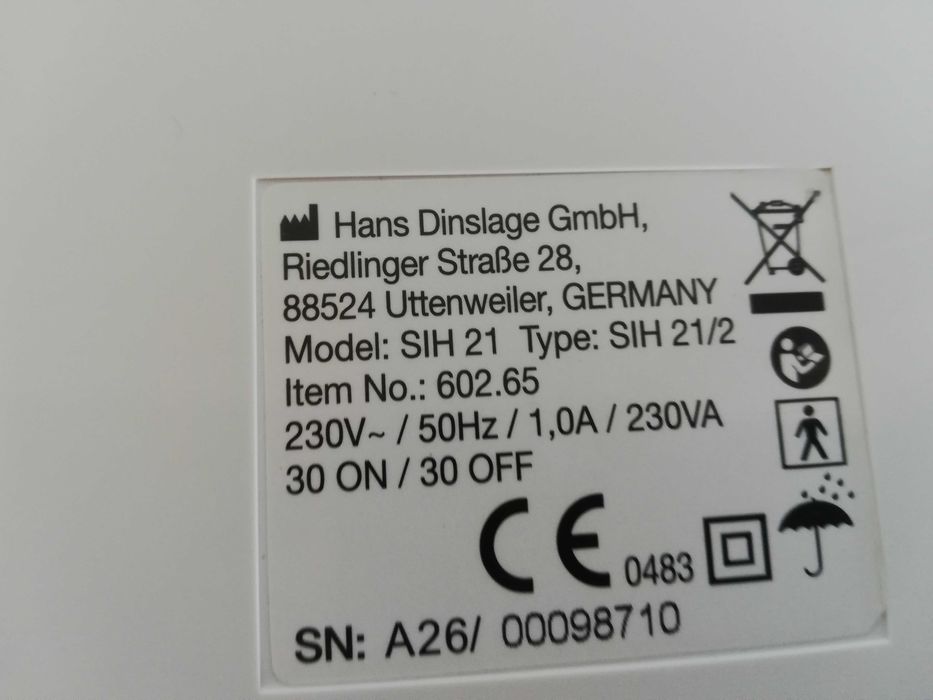 Hans Dinslage GmbH,
Riedlinger Straße 28,
88524 Uttenweiler, GERMANY
Model: SIH 21 Type: SIH 21/2
Item No.: 602.65
230V~ / 50Hz / 1,0A / 230VA
30 ON / 30 OFF
CE 0483
SN: A26/ 00098710